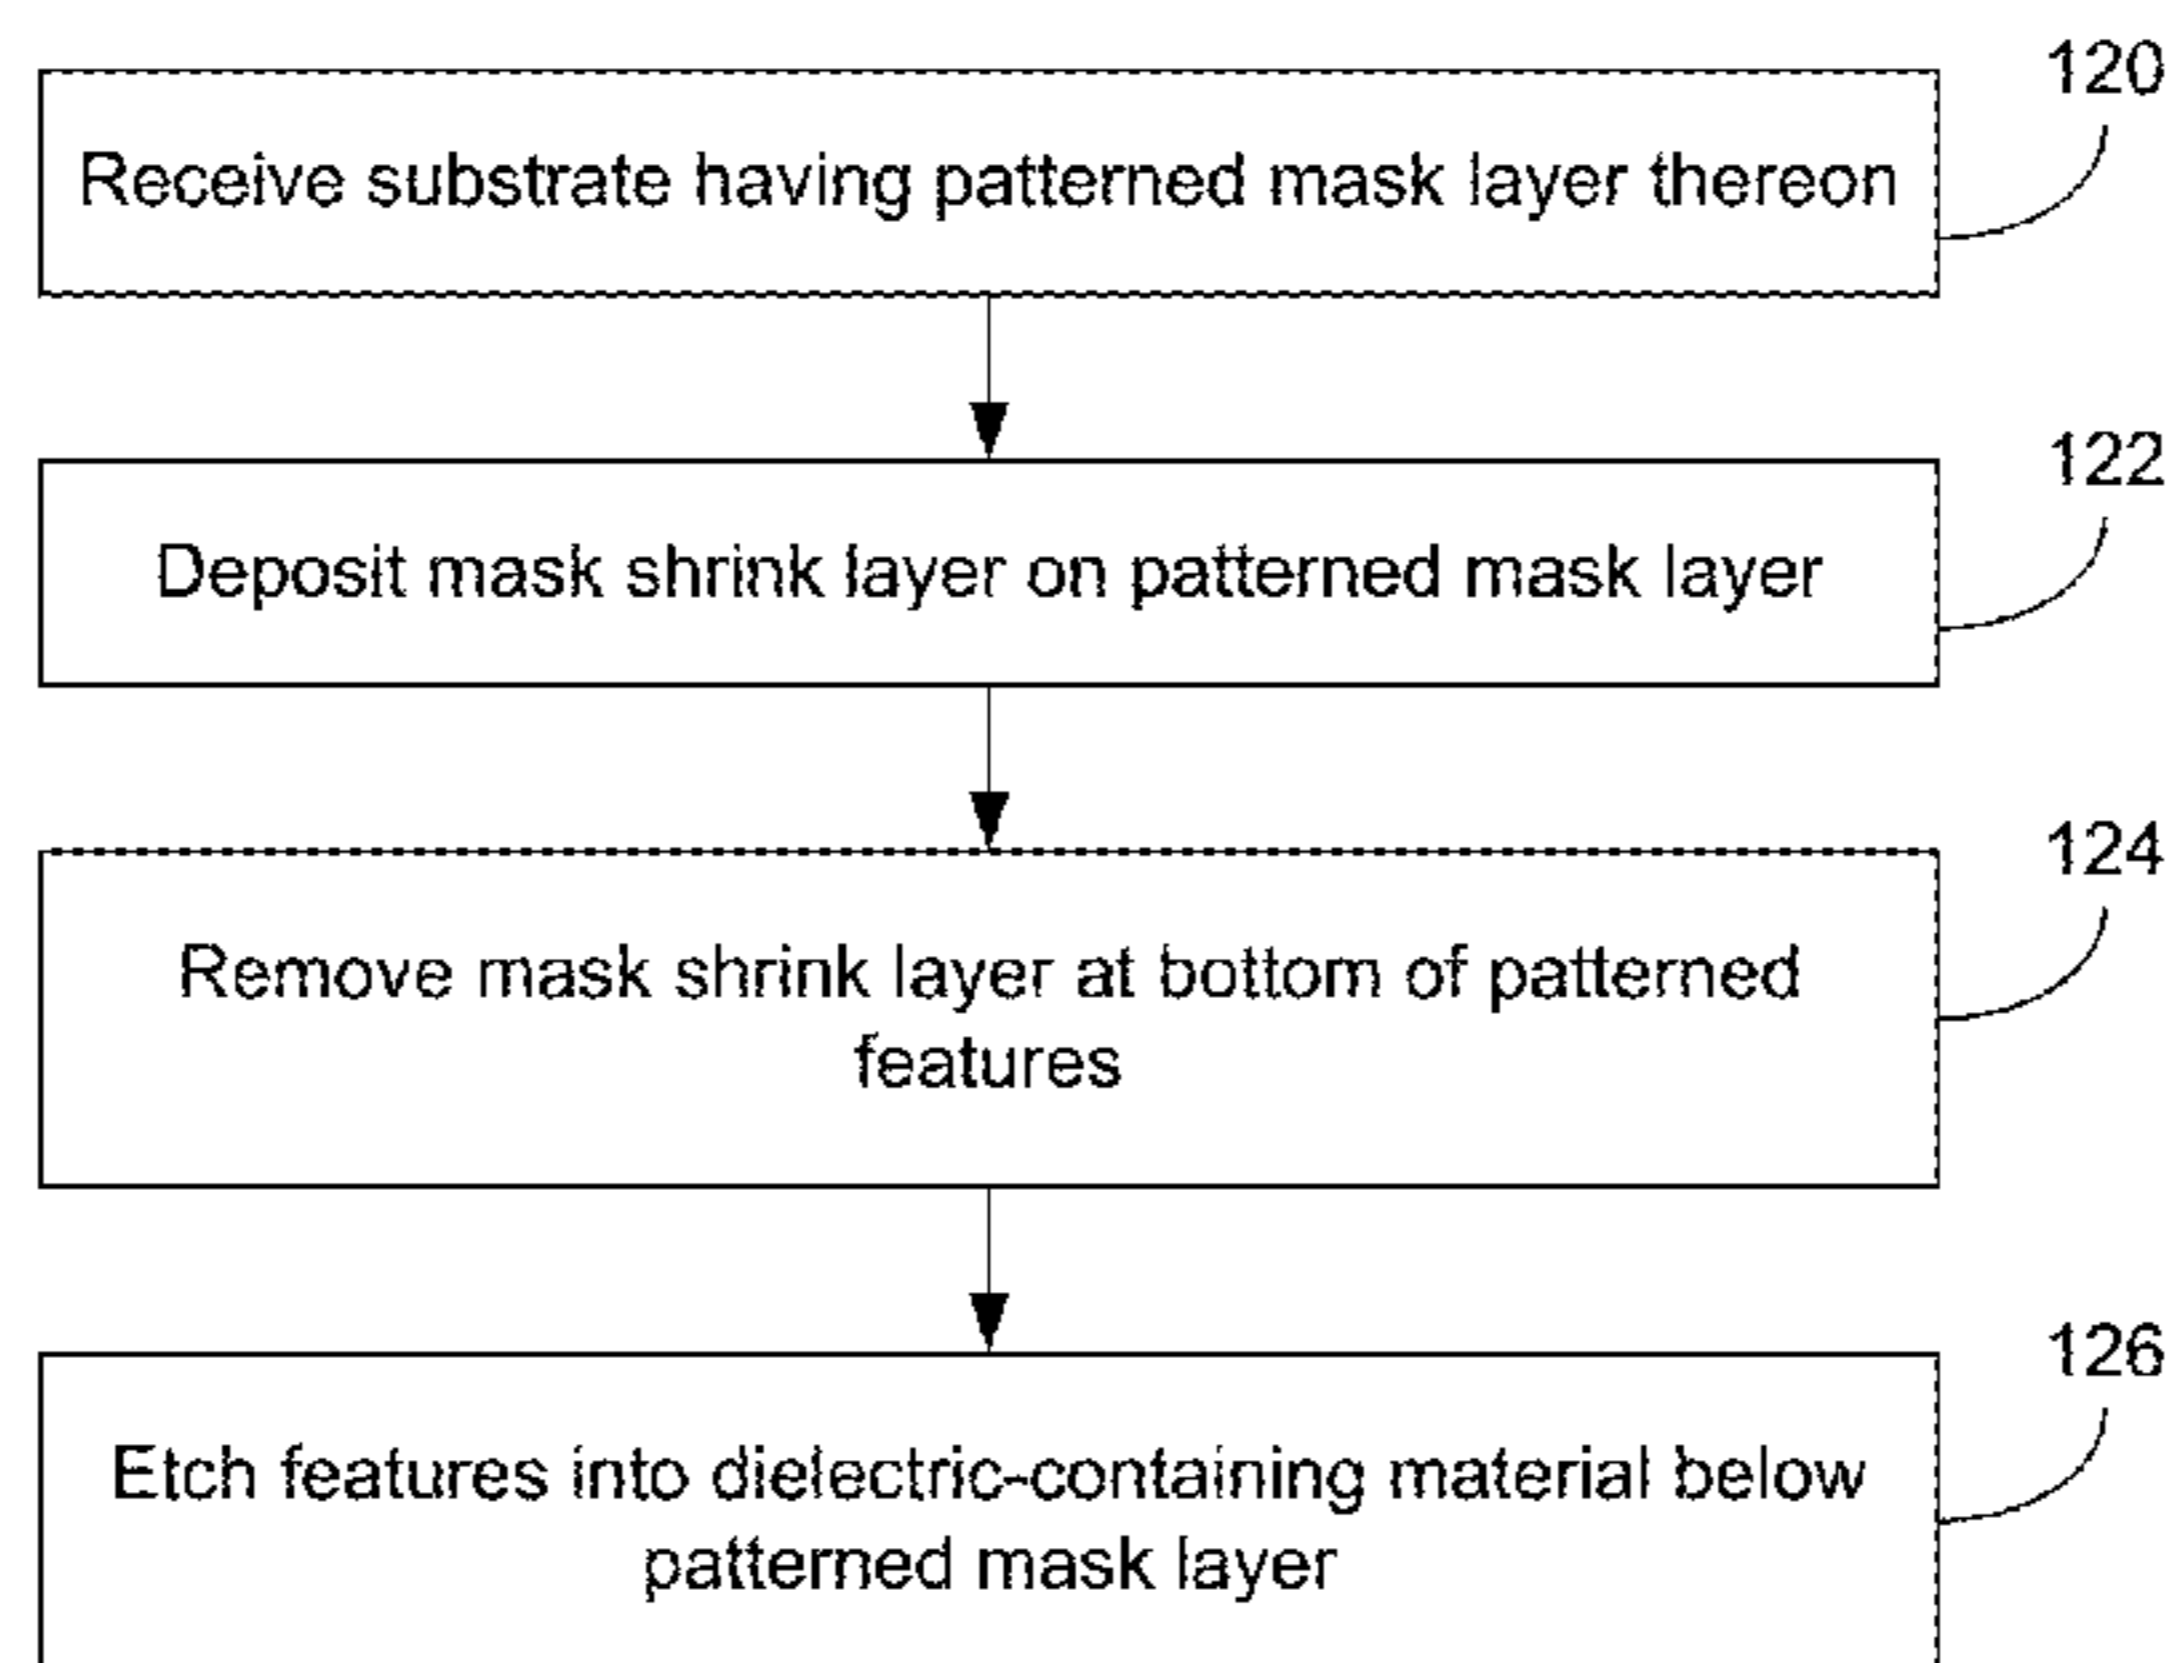 120
Receive substrate having patterned mask layer thereon
122
Deposit mask shrink layer on patterned mask layer
124
Remove mask shrink layer at bottom of patterned
features
126
Etch features into dielectric-containing material below
patterned mask layer